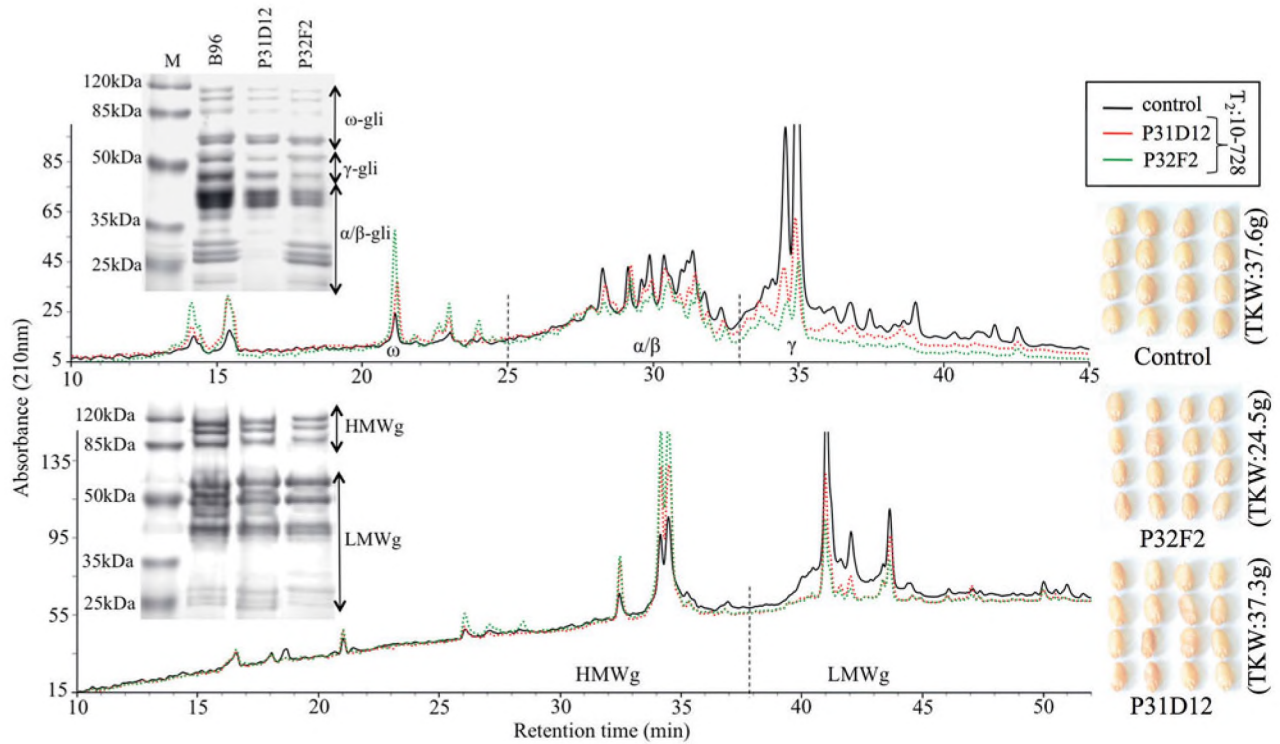 M
B96
P31D12
P32F2
120kDa
85kDa
50kDa
35kDa
25kDa
ω-gli
γ-gli
α/β-gli
85
65
45
25
5
ω
α/β
γ
10
15
20
25
30
35
40
45
control
P31D12
P32F2
T2:10-728
(TKW:37.6g)
Control
Absorbance (210nm)
120kDa
85kDa
50kDa
35kDa
25kDa
HMWg
LMWg
135
95
55
15
HMWg
LMWg
10
15
20
25
30
35
40
45
50
Retention time (min)
(TKW:24.5g)
P32F2
(TKW:37.3g)
P31D12